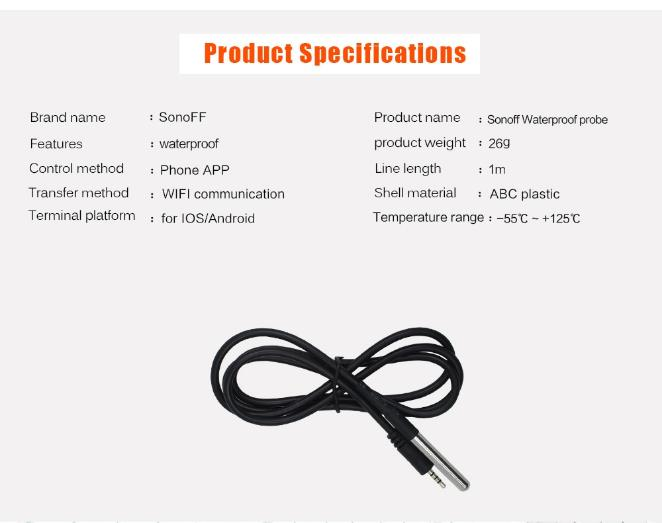 Product Specifications
Brand name : SonoFF
Product name : Sonoff Waterproof probe
Features : waterproof
product weight : 26g
Control method : Phone APP
Line length : 1m
Transfer method : WIFI communication
Shell material : ABC plastic
Terminal platform : for IOS/Android
Temperature range : −55℃ ~ +125℃